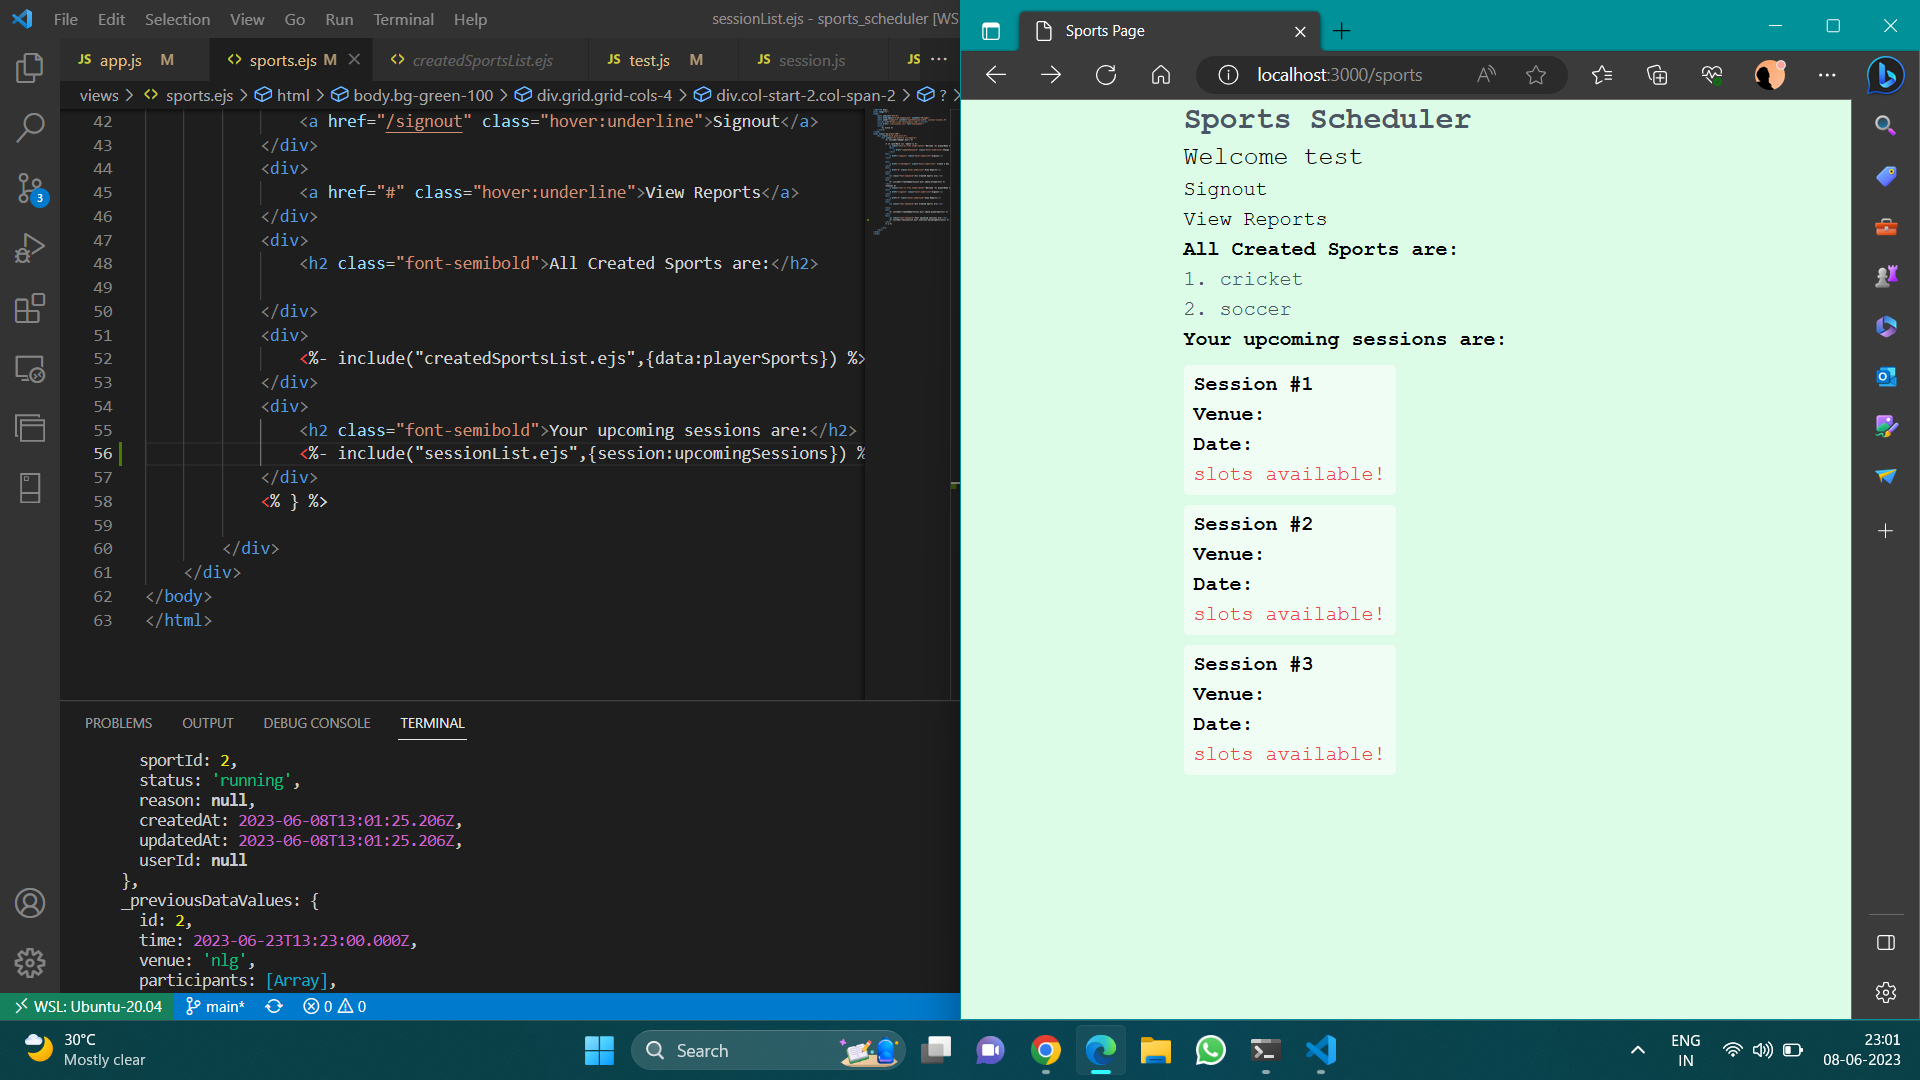 File Edit Selection View Go Run Terminal Help
sessionList.ejs - sports_scheduler [WS
JS app.js M
<> sports.ejs M
<> createdSportsList.ejs
JS test.js M
JS session.js
JS ...
views > <> sports.ejs > html > body.bg-green-100 > div.grid.grid-cols-4 > div.col-start-2.col-span-2 > ? >
42 <a href="/signout" class="hover:underline">Signout</a>
43 </div>
44 <div>
45 <a href="#" class="hover:underline">View Reports</a>
46 </div>
47 <div>
48 <h2 class="font-semibold">All Created Sports are:</h2>
49
50 </div>
51 <div>
52 <%- include("createdSportsList.ejs",{data:playerSports}) %>
53 </div>
54 <div>
55 <h2 class="font-semibold">Your upcoming sessions are:</h2>
56 <%- include("sessionList.ejs",{session:upcomingSessions}) %
57 </div>
58 <% } %>
59
60 </div>
61 </div>
62 </body>
63 </html>
PROBLEMS OUTPUT DEBUG CONSOLE TERMINAL
sportId: 2,
status: 'running',
reason: null,
createdAt: 2023-06-08T13:01:25.206Z,
updatedAt: 2023-06-08T13:01:25.206Z,
userId: null
},
_previousDataValues: {
id: 2,
time: 2023-06-23T13:23:00.000Z,
venue: 'nlg',
participants: [Array],
WSL: Ubuntu-20.04 main* 0 0
3
Sports Page
localhost:3000/sports
Sports Scheduler
Welcome test
Signout
View Reports
All Created Sports are:
1. cricket
2. soccer
Your upcoming sessions are:
Session #1
Venue:
Date:
slots available!
Session #2
Venue:
Date:
slots available!
Session #3
Venue:
Date:
slots available!
30°C
Mostly clear
Search
ENG
IN
23:01
08-06-2023